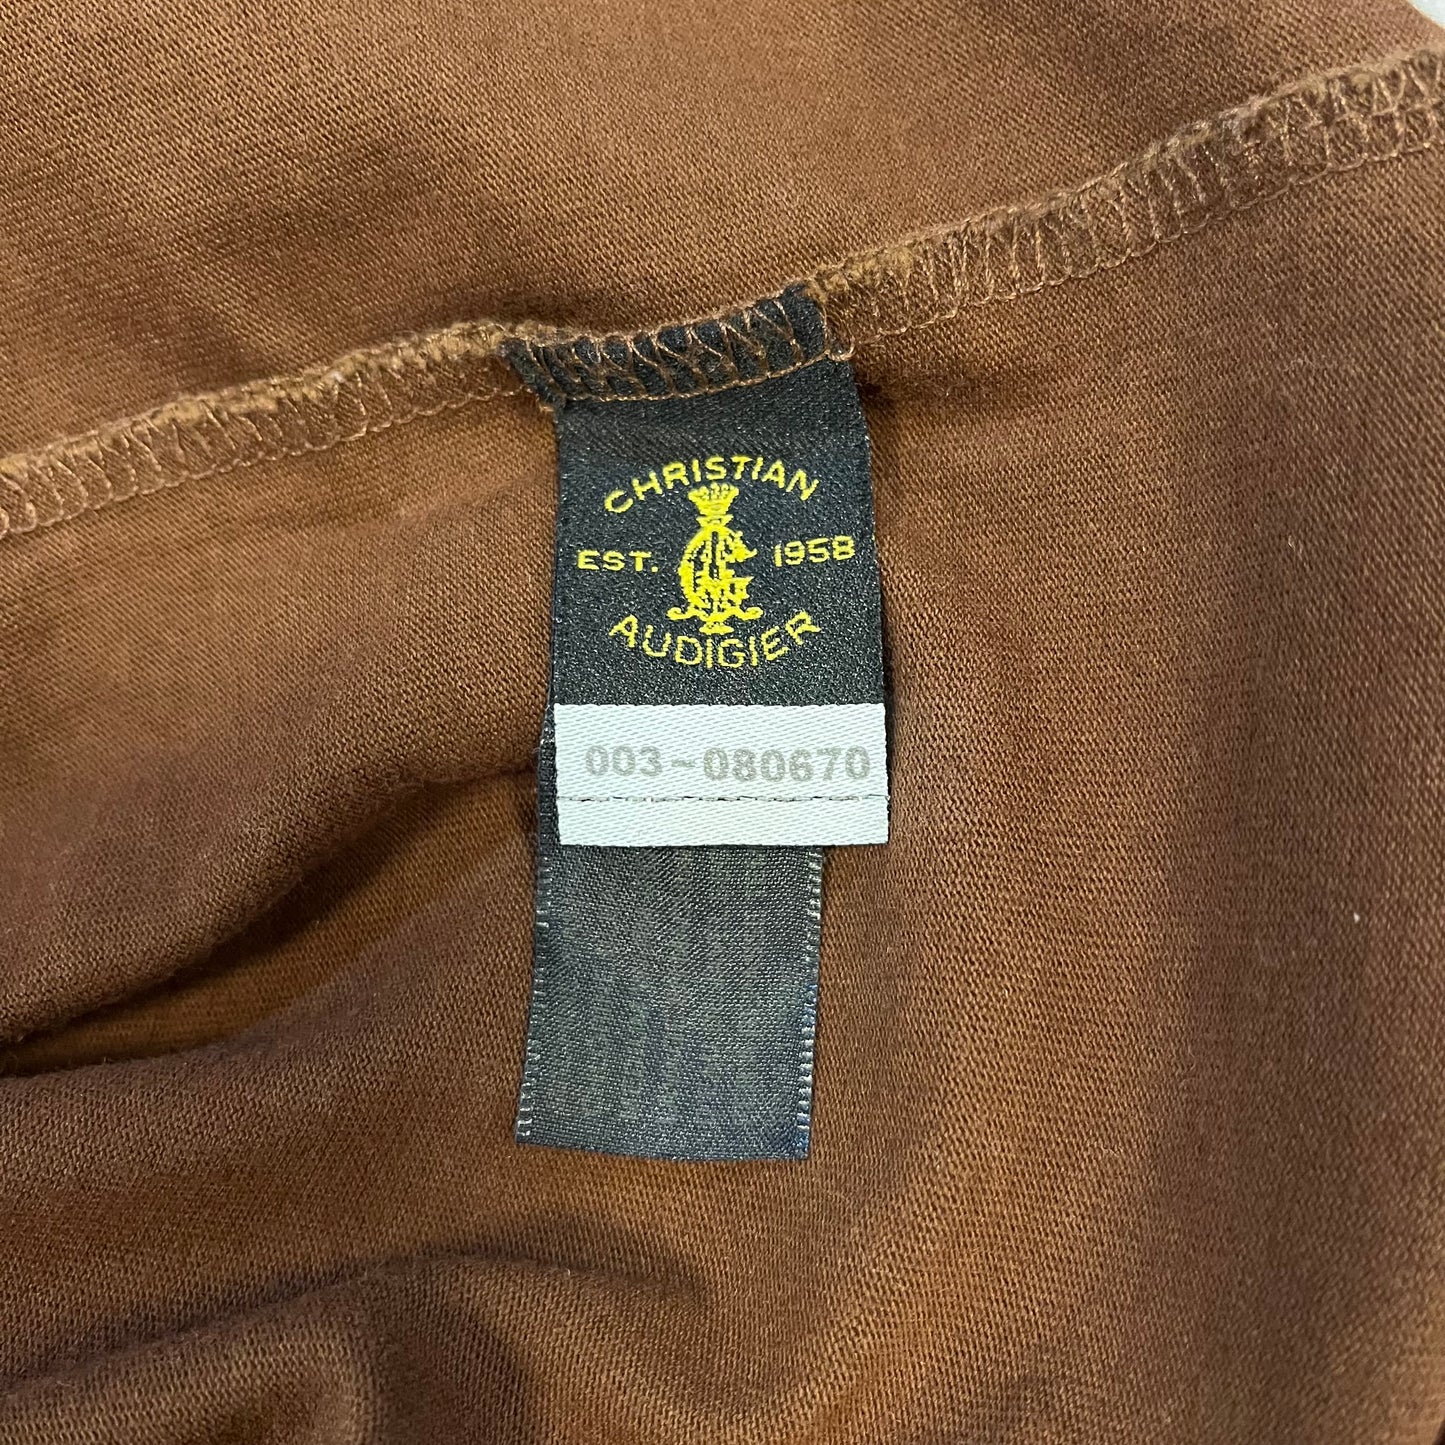 CHRISTIAN
EST. 1958
AUDIGIER
003~080670